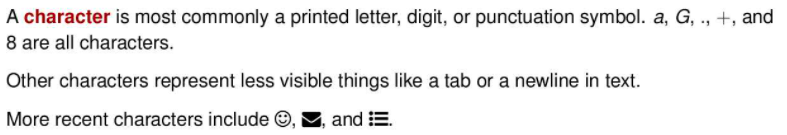 A character is most commonly a printed letter, digit, or punctuation symbol. a, G, ., +, and
8 are all characters.
Other characters represent less visible things like a tab or a newline in text.
More recent characters include ☺, ✉, and ☰.